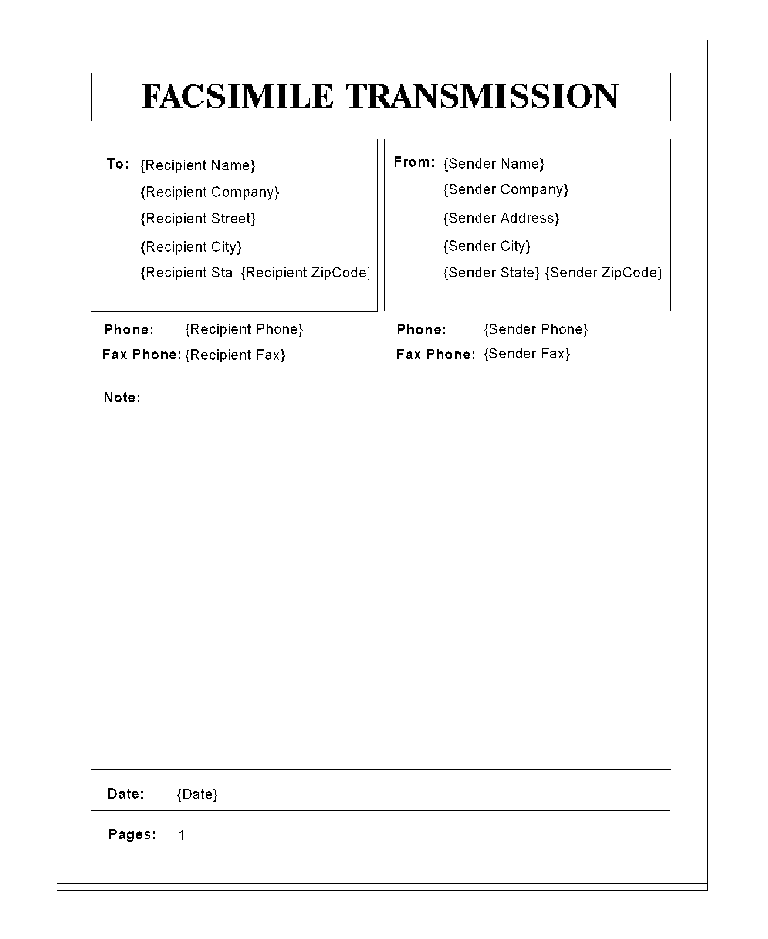 FACSIMILE TRANSMISSION
To: {Recipient Name}
{Recipient Company}
{Recipient Street}
{Recipient City}
{Recipient Sta {Recipient ZipCode}
From: {Sender Name}
{Sender Company}
{Sender Address}
{Sender City}
{Sender State} {Sender ZipCode}
Phone: {Recipient Phone}
Fax Phone: {Recipient Fax}
Phone: {Sender Phone}
Fax Phone: {Sender Fax}
Note:
Date: {Date}
Pages: 1